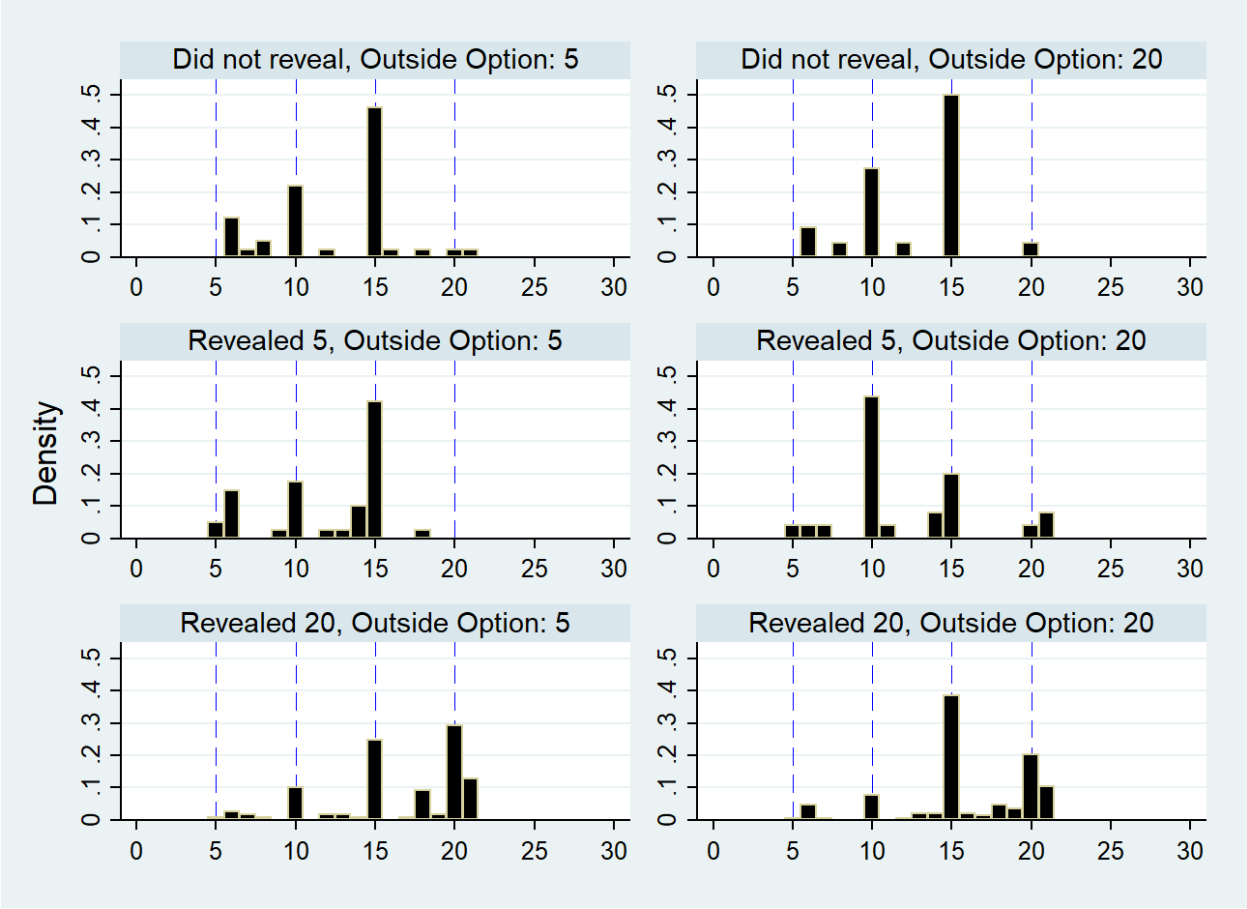 Did not reveal, Outside Option: 5
.5
.4
.3
.2
.1
0
0 5 10 15 20 25 30
Did not reveal, Outside Option: 20
.5
.4
.3
.2
.1
0
0 5 10 15 20 25 30
Density
Revealed 5, Outside Option: 5
.5
.4
.3
.2
.1
0
0 5 10 15 20 25 30
Revealed 5, Outside Option: 20
.5
.4
.3
.2
.1
0
0 5 10 15 20 25 30
Revealed 20, Outside Option: 5
.5
.4
.3
.2
.1
0
0 5 10 15 20 25 30
Revealed 20, Outside Option: 20
.5
.4
.3
.2
.1
0
0 5 10 15 20 25 30